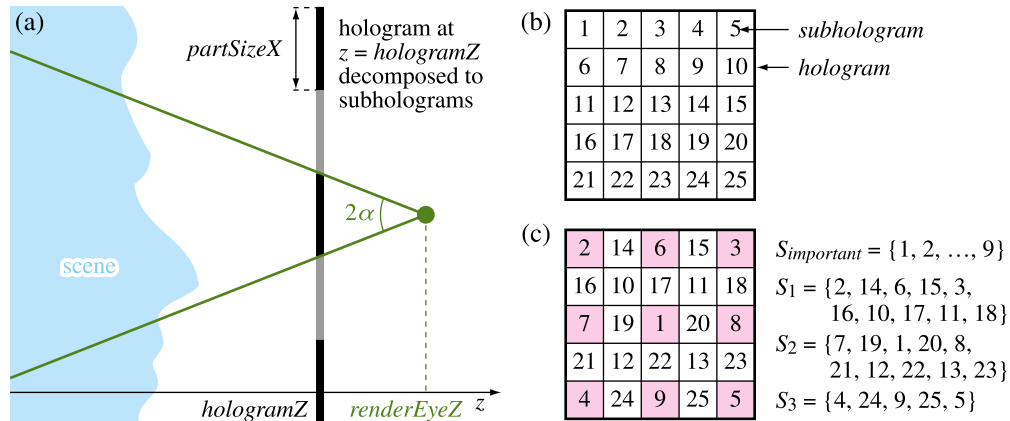 (a)
partSizeX
hologram at
z = hologramZ
decomposed to
subholograms
2α
scene
hologramZ
renderEyeZ
z
(b)
1 2 3 4 5
6 7 8 9 10
11 12 13 14 15
16 17 18 19 20
21 22 23 24 25
subhologram
hologram
(c)
2 14 6 15 3
16 10 17 11 18
7 19 1 20 8
21 12 22 13 23
4 24 9 25 5
Simportant = {1, 2, …, 9}
S1 = {2, 14, 6, 15, 3,
16, 10, 17, 11, 18}
S2 = {7, 19, 1, 20, 8,
21, 12, 22, 13, 23}
S3 = {4, 24, 9, 25, 5}